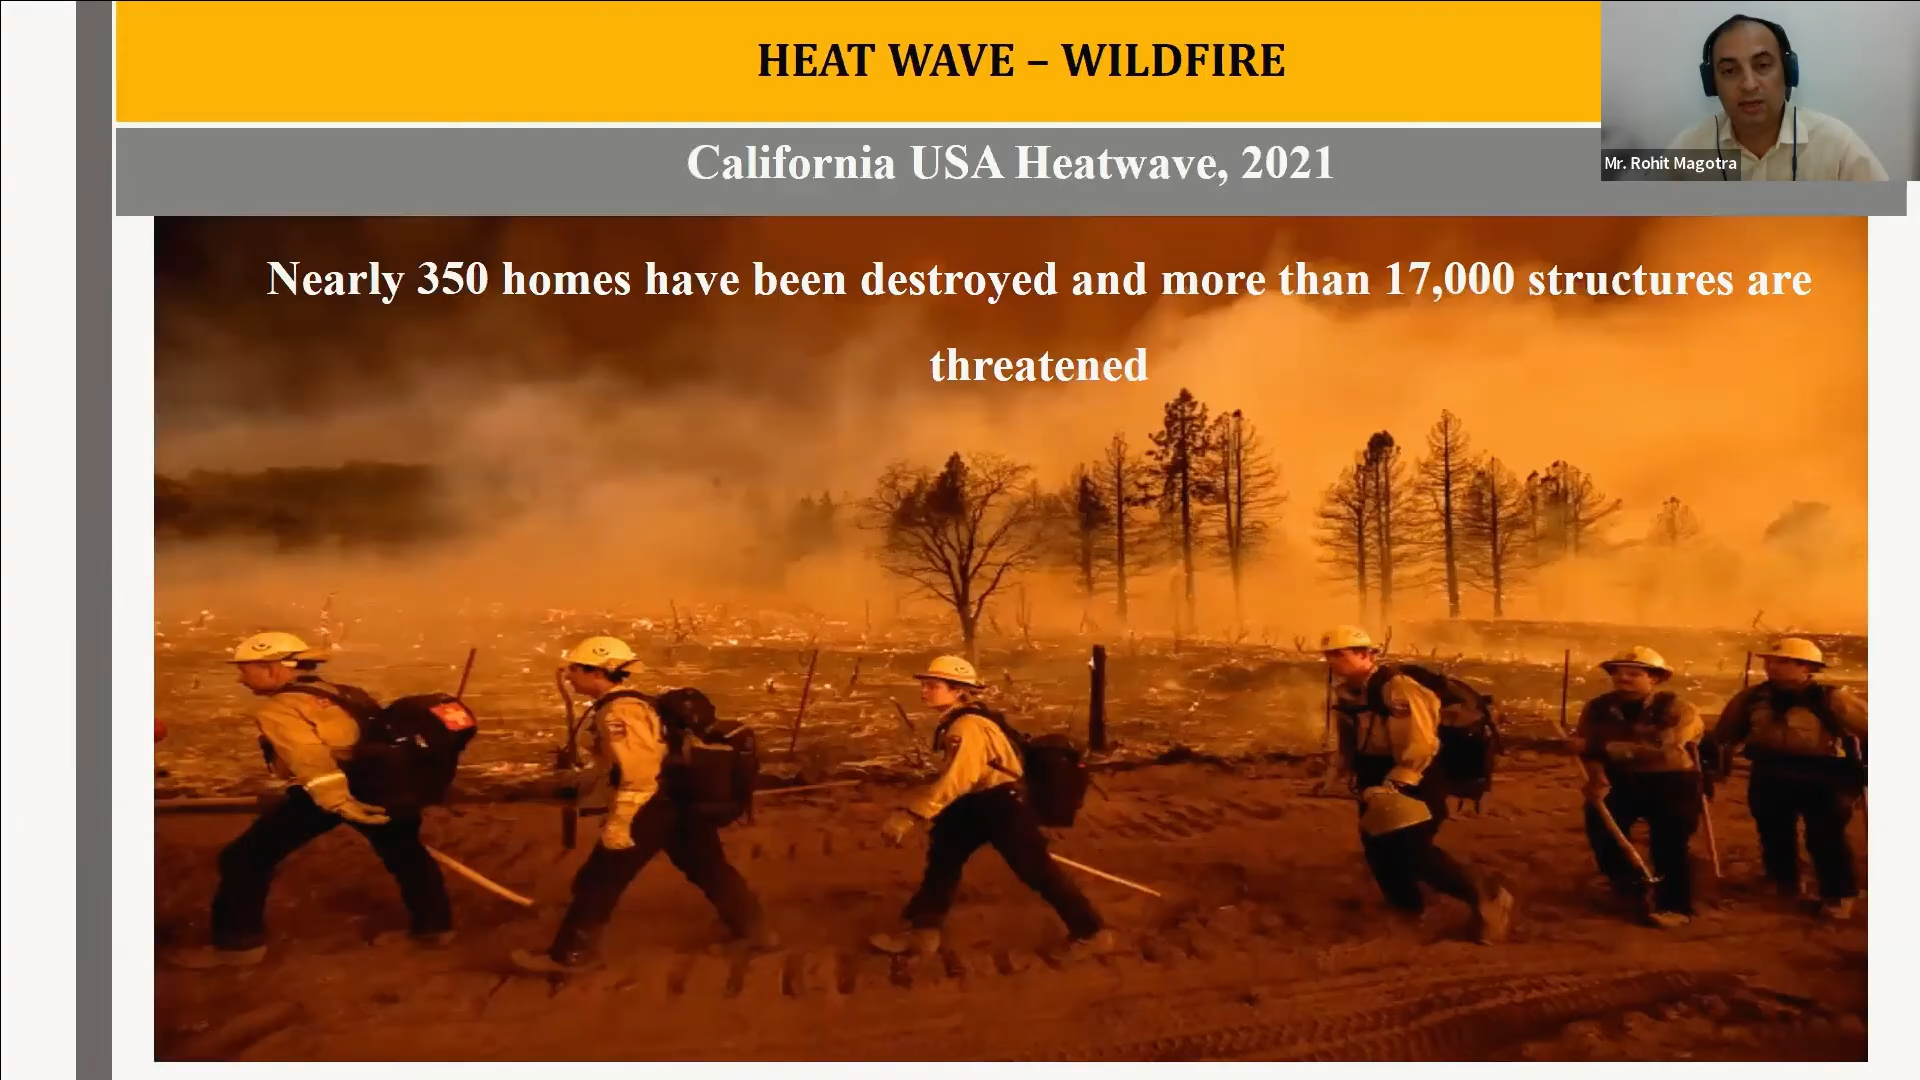 HEAT WAVE – WILDFIRE
California USA Heatwave, 2021
Mr. Rohit Magotra
Nearly 350 homes have been destroyed and more than 17,000 structures are
threatened